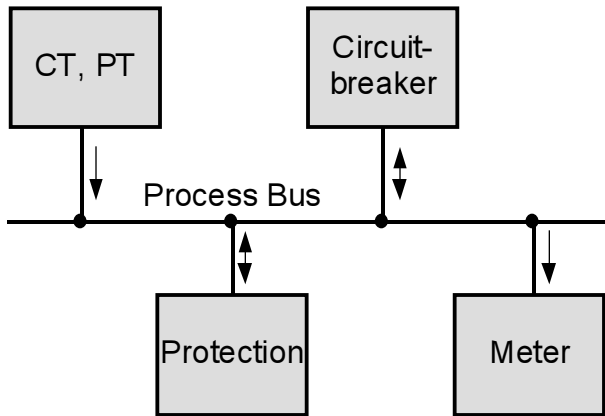 CT, PT
Circuit-
breaker
Process Bus
Protection
Meter